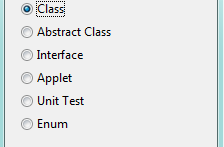 Class
Abstract Class
Interface
Applet
Unit Test
Enum